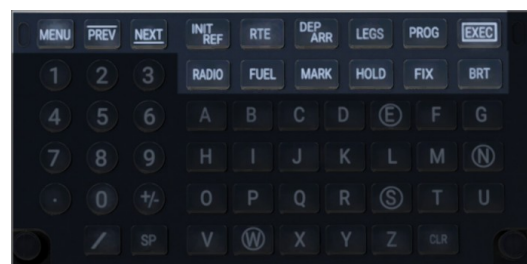 MENU PREV NEXT INIT REF RTE DEP ARR LEGS PROG EXEC
1 2 3 RADIO FUEL MARK HOLD FIX BRT
4 5 6 A B C D E F G
7 8 9 H I J K L M N
. 0 +/- O P Q R S T U
/ SP V W X Y Z CLR